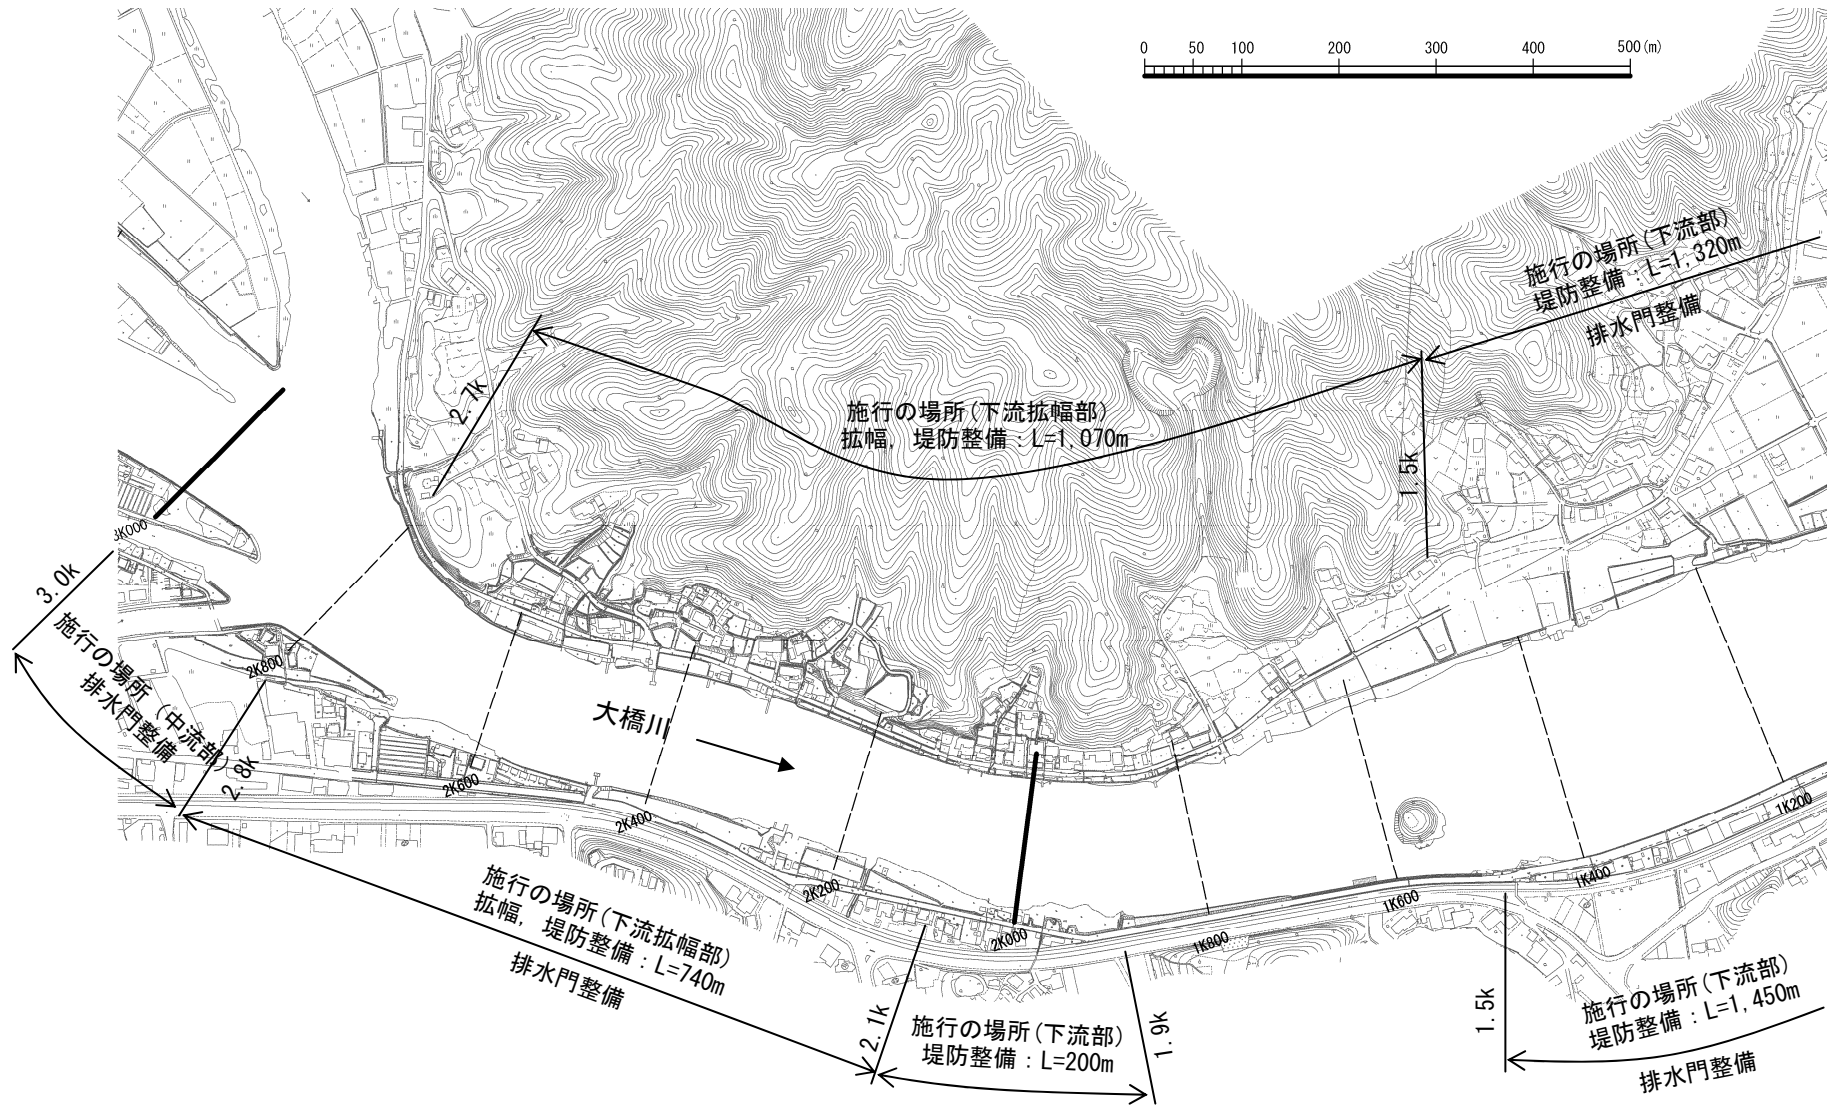 0 50 100 200 300 400 500(m)
施行の場所(下流部)
堤防整備：L=1,320m
排水門整備
2.7k
施行の場所(下流拡幅部)
拡幅, 堤防整備：L=1,070m
1.5k
3K000
3.0k
施行の場所(中流部)
排水門整備
2K800
2.8k
大橋川
2K600
2K400
2K200
2K000
1K800
1K600
1K400
1K200
施行の場所(下流拡幅部)
拡幅, 堤防整備：L=740m
排水門整備
2.1k
施行の場所(下流部)
堤防整備：L=200m
1.9k
1.5k
施行の場所(下流部)
堤防整備：L=1,450m
排水門整備